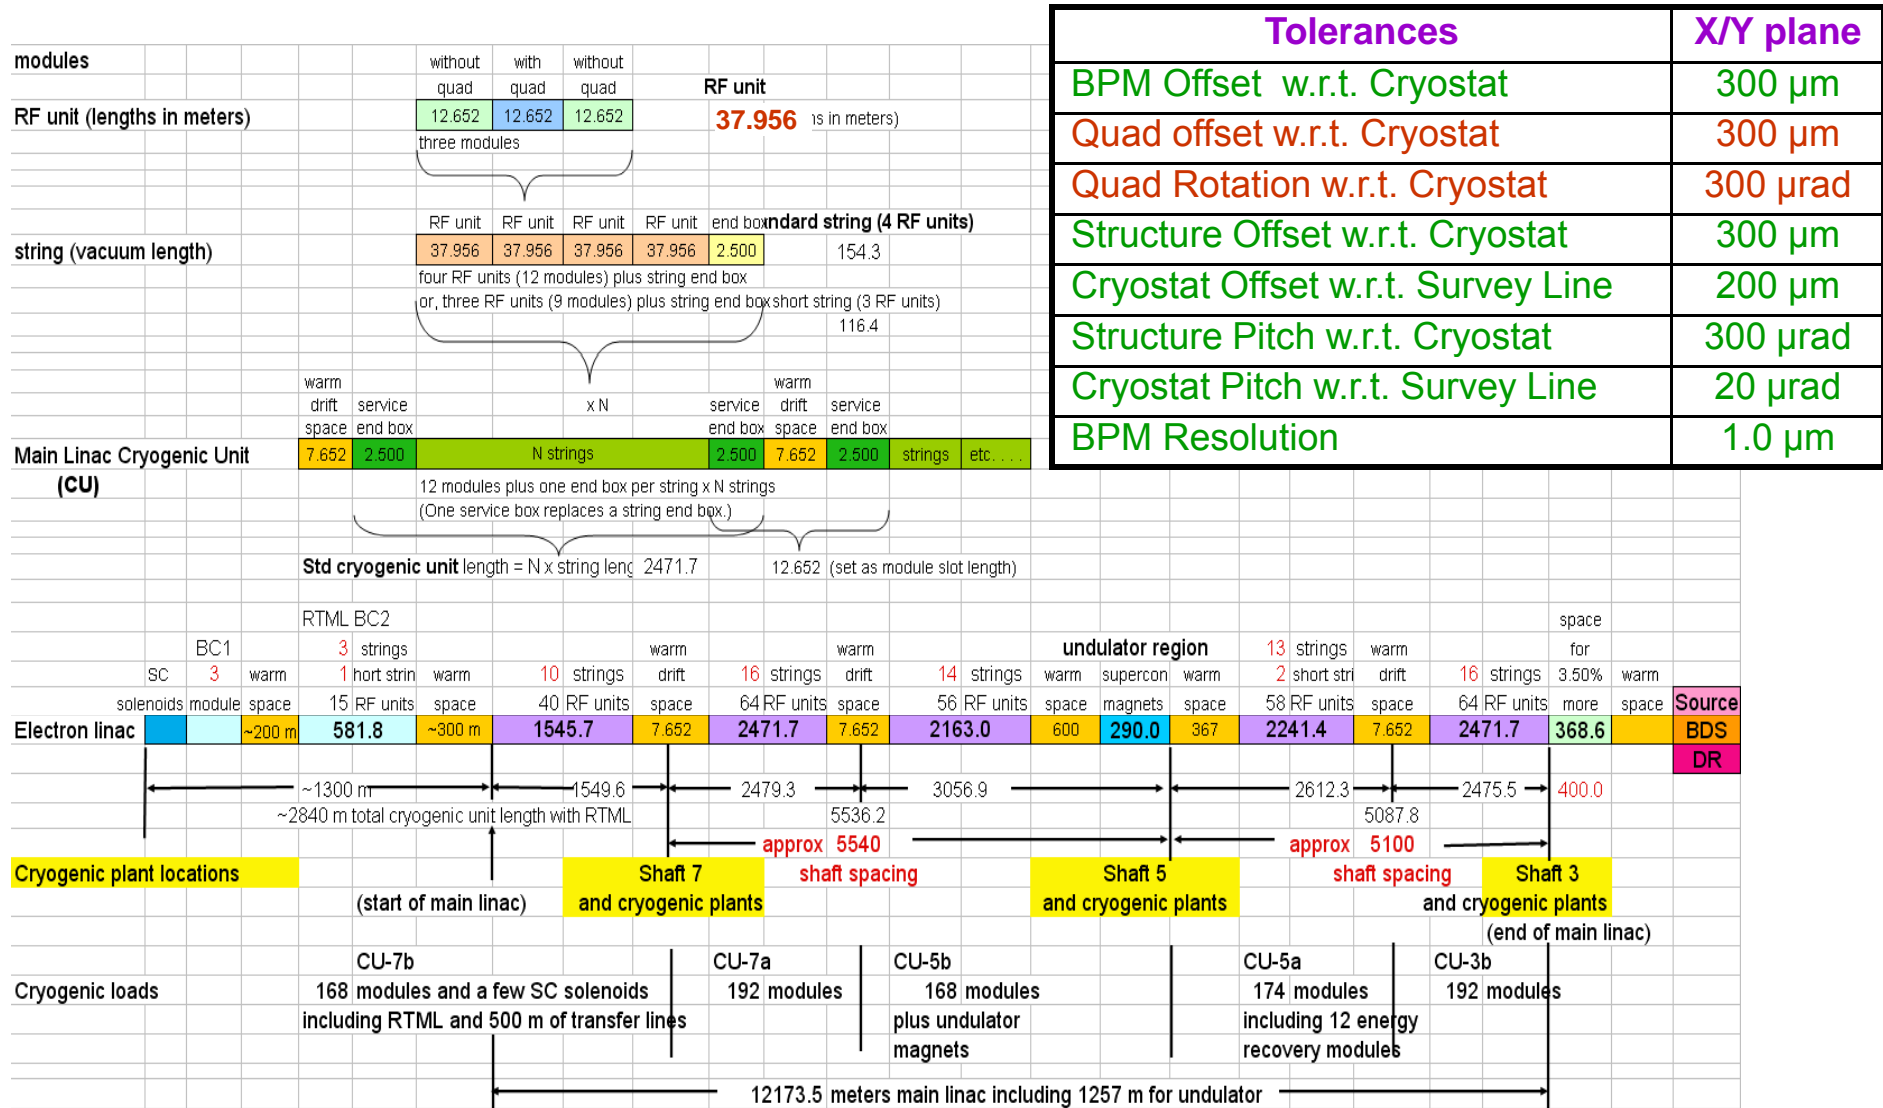 Tolerances X/Y plane
BPM Offset w.r.t. Cryostat 300 µm
Quad offset w.r.t. Cryostat 300 µm
Quad Rotation w.r.t. Cryostat 300 µrad
Structure Offset w.r.t. Cryostat 300 µm
Cryostat Offset w.r.t. Survey Line 200 µm
Structure Pitch w.r.t. Cryostat 300 µrad
Cryostat Pitch w.r.t. Survey Line 20 µrad
BPM Resolution 1.0 µm
modules without with without
quad quad quad RF unit
RF unit (lengths in meters) 12.652 12.652 12.652 37.956 ns in meters)
three modules
RF unit RF unit RF unit RF unit end box ndard string (4 RF units)
string (vacuum length) 37.956 37.956 37.956 37.956 2.500 154.3
four RF units (12 modules) plus string end box
or, three RF units (9 modules) plus string end box short string (3 RF units)
116.4
warm warm
drift service x N service drift service
space end box end box space end box
Main Linac Cryogenic Unit 7.652 2.500 N strings 2.500 7.652 2.500 strings etc. . . .
(CU) 12 modules plus one end box per string x N strings
(One service box replaces a string end box.)
Std cryogenic unit length = N x string leng 2471.7 12.652 (set as module slot length)
RTML BC2 space
BC1 3 strings warm warm undulator region 13 strings warm for
SC 3 warm 1 hort strin warm 10 strings drift 16 strings drift 14 strings warm supercon warm 2 short stri drift 16 strings 3.50% warm
solenoids module space 15 RF units space 40 RF units space 64 RF units space 56 RF units space magnets space 58 RF units space 64 RF units more space Source
Electron linac ~200 m 581.8 ~300 m 1545.7 7.652 2471.7 7.652 2163.0 600 290.0 367 2241.4 7.652 2471.7 368.6 BDS
DR
~1300 m 1549.6 2479.3 3056.9 2612.3 2475.5 400.0
~2840 m total cryogenic unit length with RTML 5536.2 5087.8
approx 5540 approx 5100
Cryogenic plant locations Shaft 7 shaft spacing Shaft 5 shaft spacing Shaft 3
(start of main linac) and cryogenic plants and cryogenic plants and cryogenic plants
(end of main linac)
CU-7b CU-7a CU-5b CU-5a CU-3b
Cryogenic loads 168 modules and a few SC solenoids 192 modules 168 modules 174 modules 192 modules
including RTML and 500 m of transfer lines plus undulator including 12 energy
magnets recovery modules
12173.5 meters main linac including 1257 m for undulator